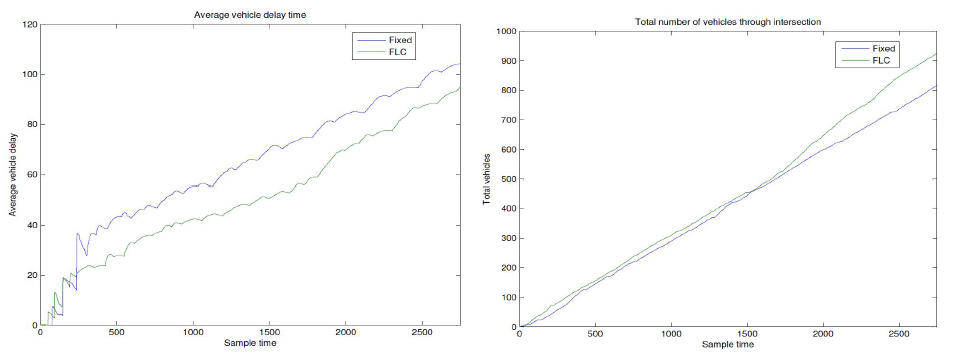 Average vehicle delay time
120
100
80
60
40
20
0
Average vehicle delay
Fixed
FLC
0 500 1000 1500 2000 2500
Sample time
Total number of vehicles through intersection
1000
900
800
700
600
500
400
300
200
100
0
Total vehicles
Fixed
FLC
0 500 1000 1500 2000 2500
Sample time